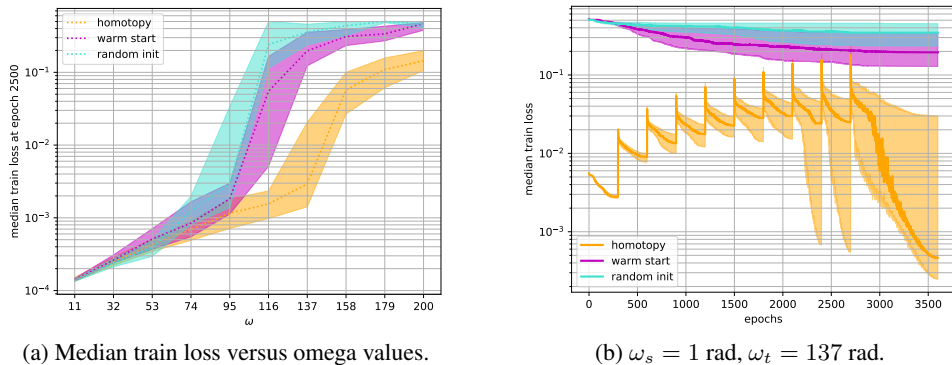 homotopy
warm start
random init
median train loss at epoch 2500
10⁻¹
10⁻²
10⁻³
10⁻⁴
11 32 53 74 95 116 137 158 179 200
ω
(a) Median train loss versus omega values.
median train loss
10⁰
10⁻¹
10⁻²
10⁻³
homotopy
warm start
random init
0 500 1000 1500 2000 2500 3000 3500
epochs
(b) ωₛ = 1 rad, ωₜ = 137 rad.